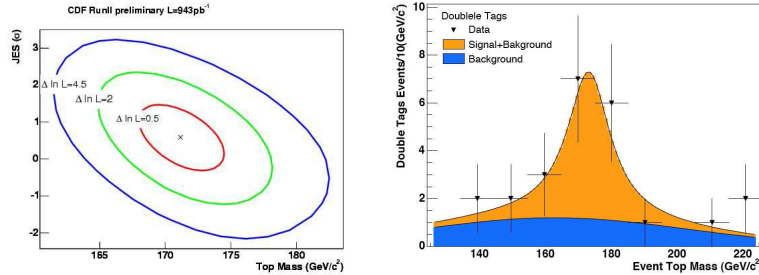 CDF RunII preliminary L=943pb⁻¹
JES (σ)
3
2
1
0
-1
-2
Δ ln L=4.5
Δ ln L=2
Δ ln L=0.5
165
170
175
180
Top Mass (GeV/c²)
Double Tags Events/10(GeV/c²)
10
8
6
4
2
0
Doublele Tags
Data
Signal+Bakground
Background
140
160
180
200
220
Event Top Mass (GeV/c²